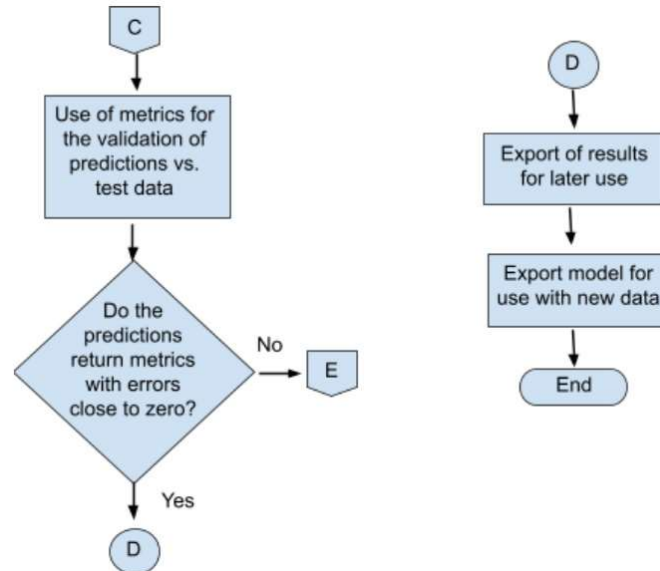 C
Use of metrics for
the validation of
predictions vs.
test data
Do the
predictions
return metrics
with errors
close to zero?
No
E
Yes
D
D
Export of results
for later use
Export model for
use with new data
End